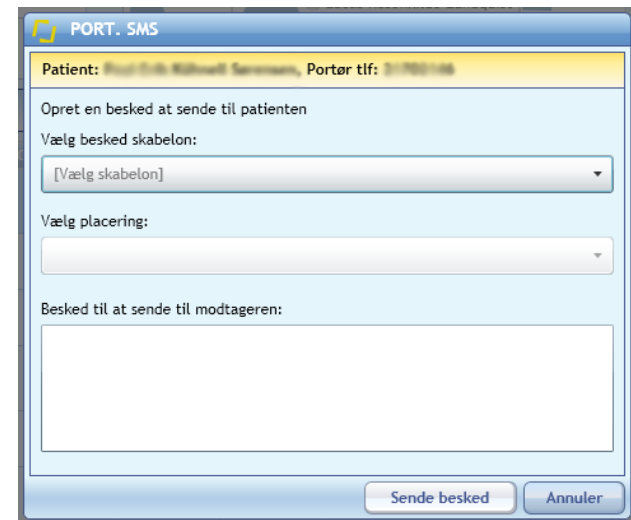 PORT. SMS
Patient: , Portør tlf:
Opret en besked at sende til patienten
Vælg besked skabelon:
[Vælg skabelon]
Vælg placering:
Besked til at sende til modtageren:
Sende besked
Annuler